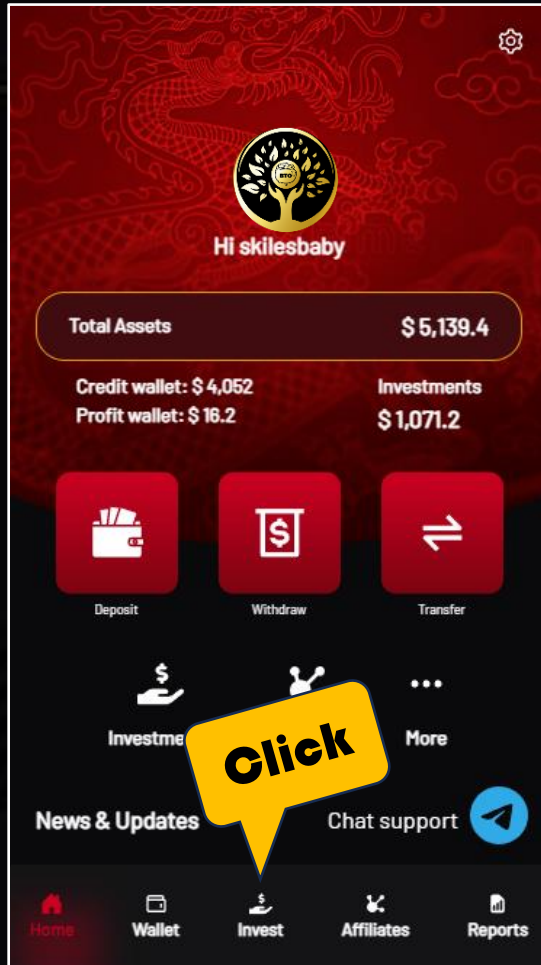 BTO
Hi skilesbaby
Total Assets $ 5,139.4
Credit wallet: $ 4,052 Investments
Profit wallet: $ 16.2 $ 1,071.2
Deposit Withdraw Transfer
More
Click
News & Updates Chat support
Home Wallet Invest Affiliates Reports